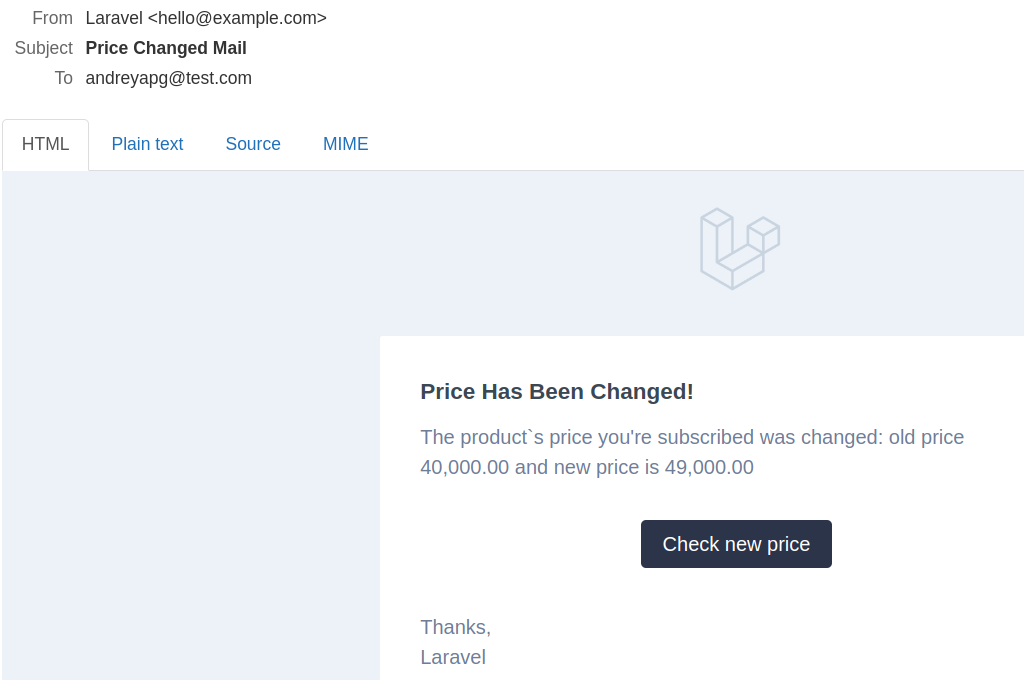 From Laravel <hello@example.com>
Subject Price Changed Mail
To andreyapg@test.com
HTML Plain text Source MIME
Price Has Been Changed!
The product`s price you're subscribed was changed: old price
40,000.00 and new price is 49,000.00
Check new price
Thanks,
Laravel